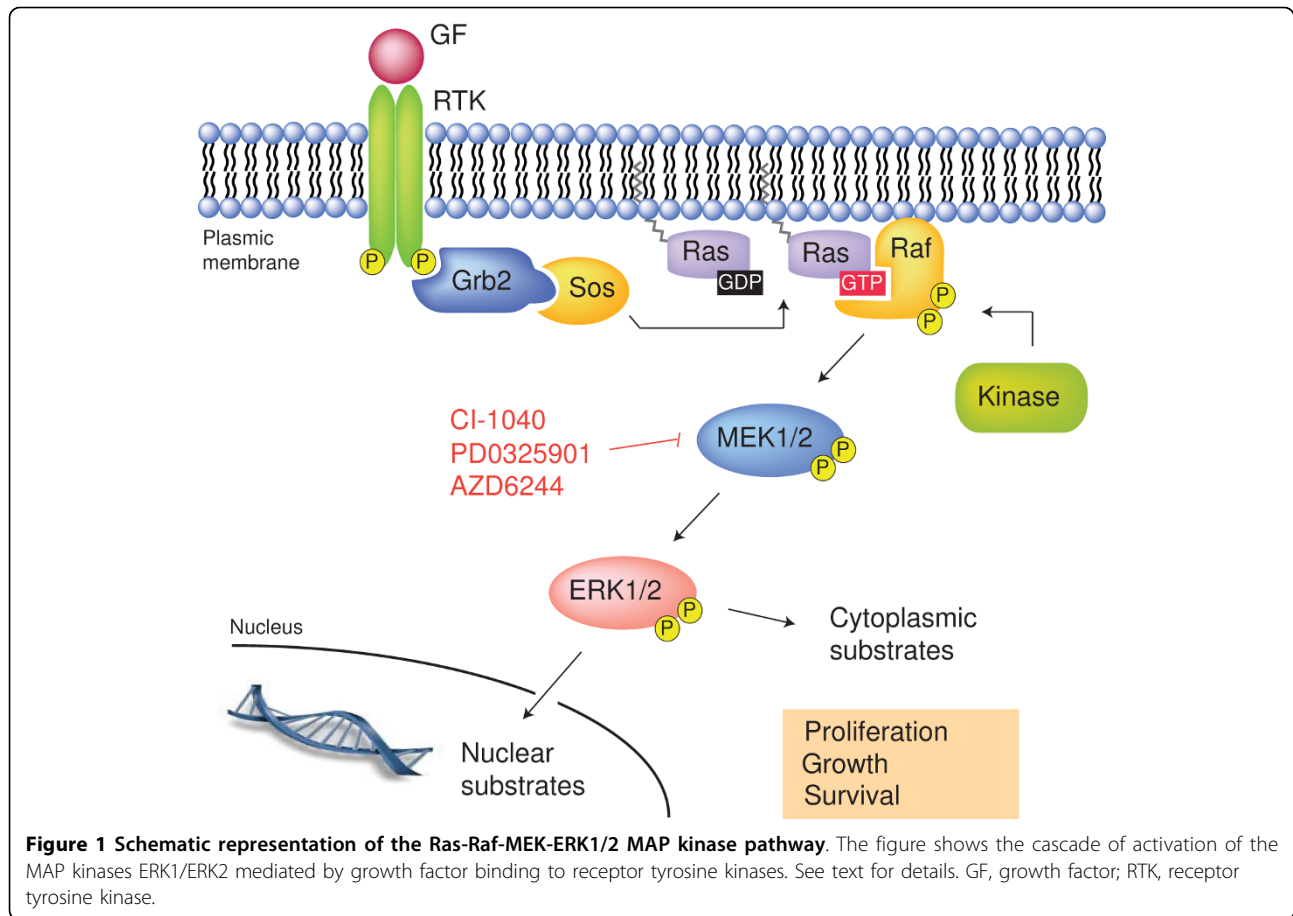 GF
RTK
Plasmic
membrane
P
P
Grb2
Sos
Ras
GDP
Ras
GTP
Raf
P
P
Kinase
CI-1040
PD0325901
AZD6244
MEK1/2
P
P
ERK1/2
P
P
Cytoplasmic
substrates
Nucleus
Nuclear
substrates
Proliferation
Growth
Survival
Figure 1 Schematic representation of the Ras-Raf-MEK-ERK1/2 MAP kinase pathway. The figure shows the cascade of activation of the
MAP kinases ERK1/ERK2 mediated by growth factor binding to receptor tyrosine kinases. See text for details. GF, growth factor; RTK, receptor
tyrosine kinase.